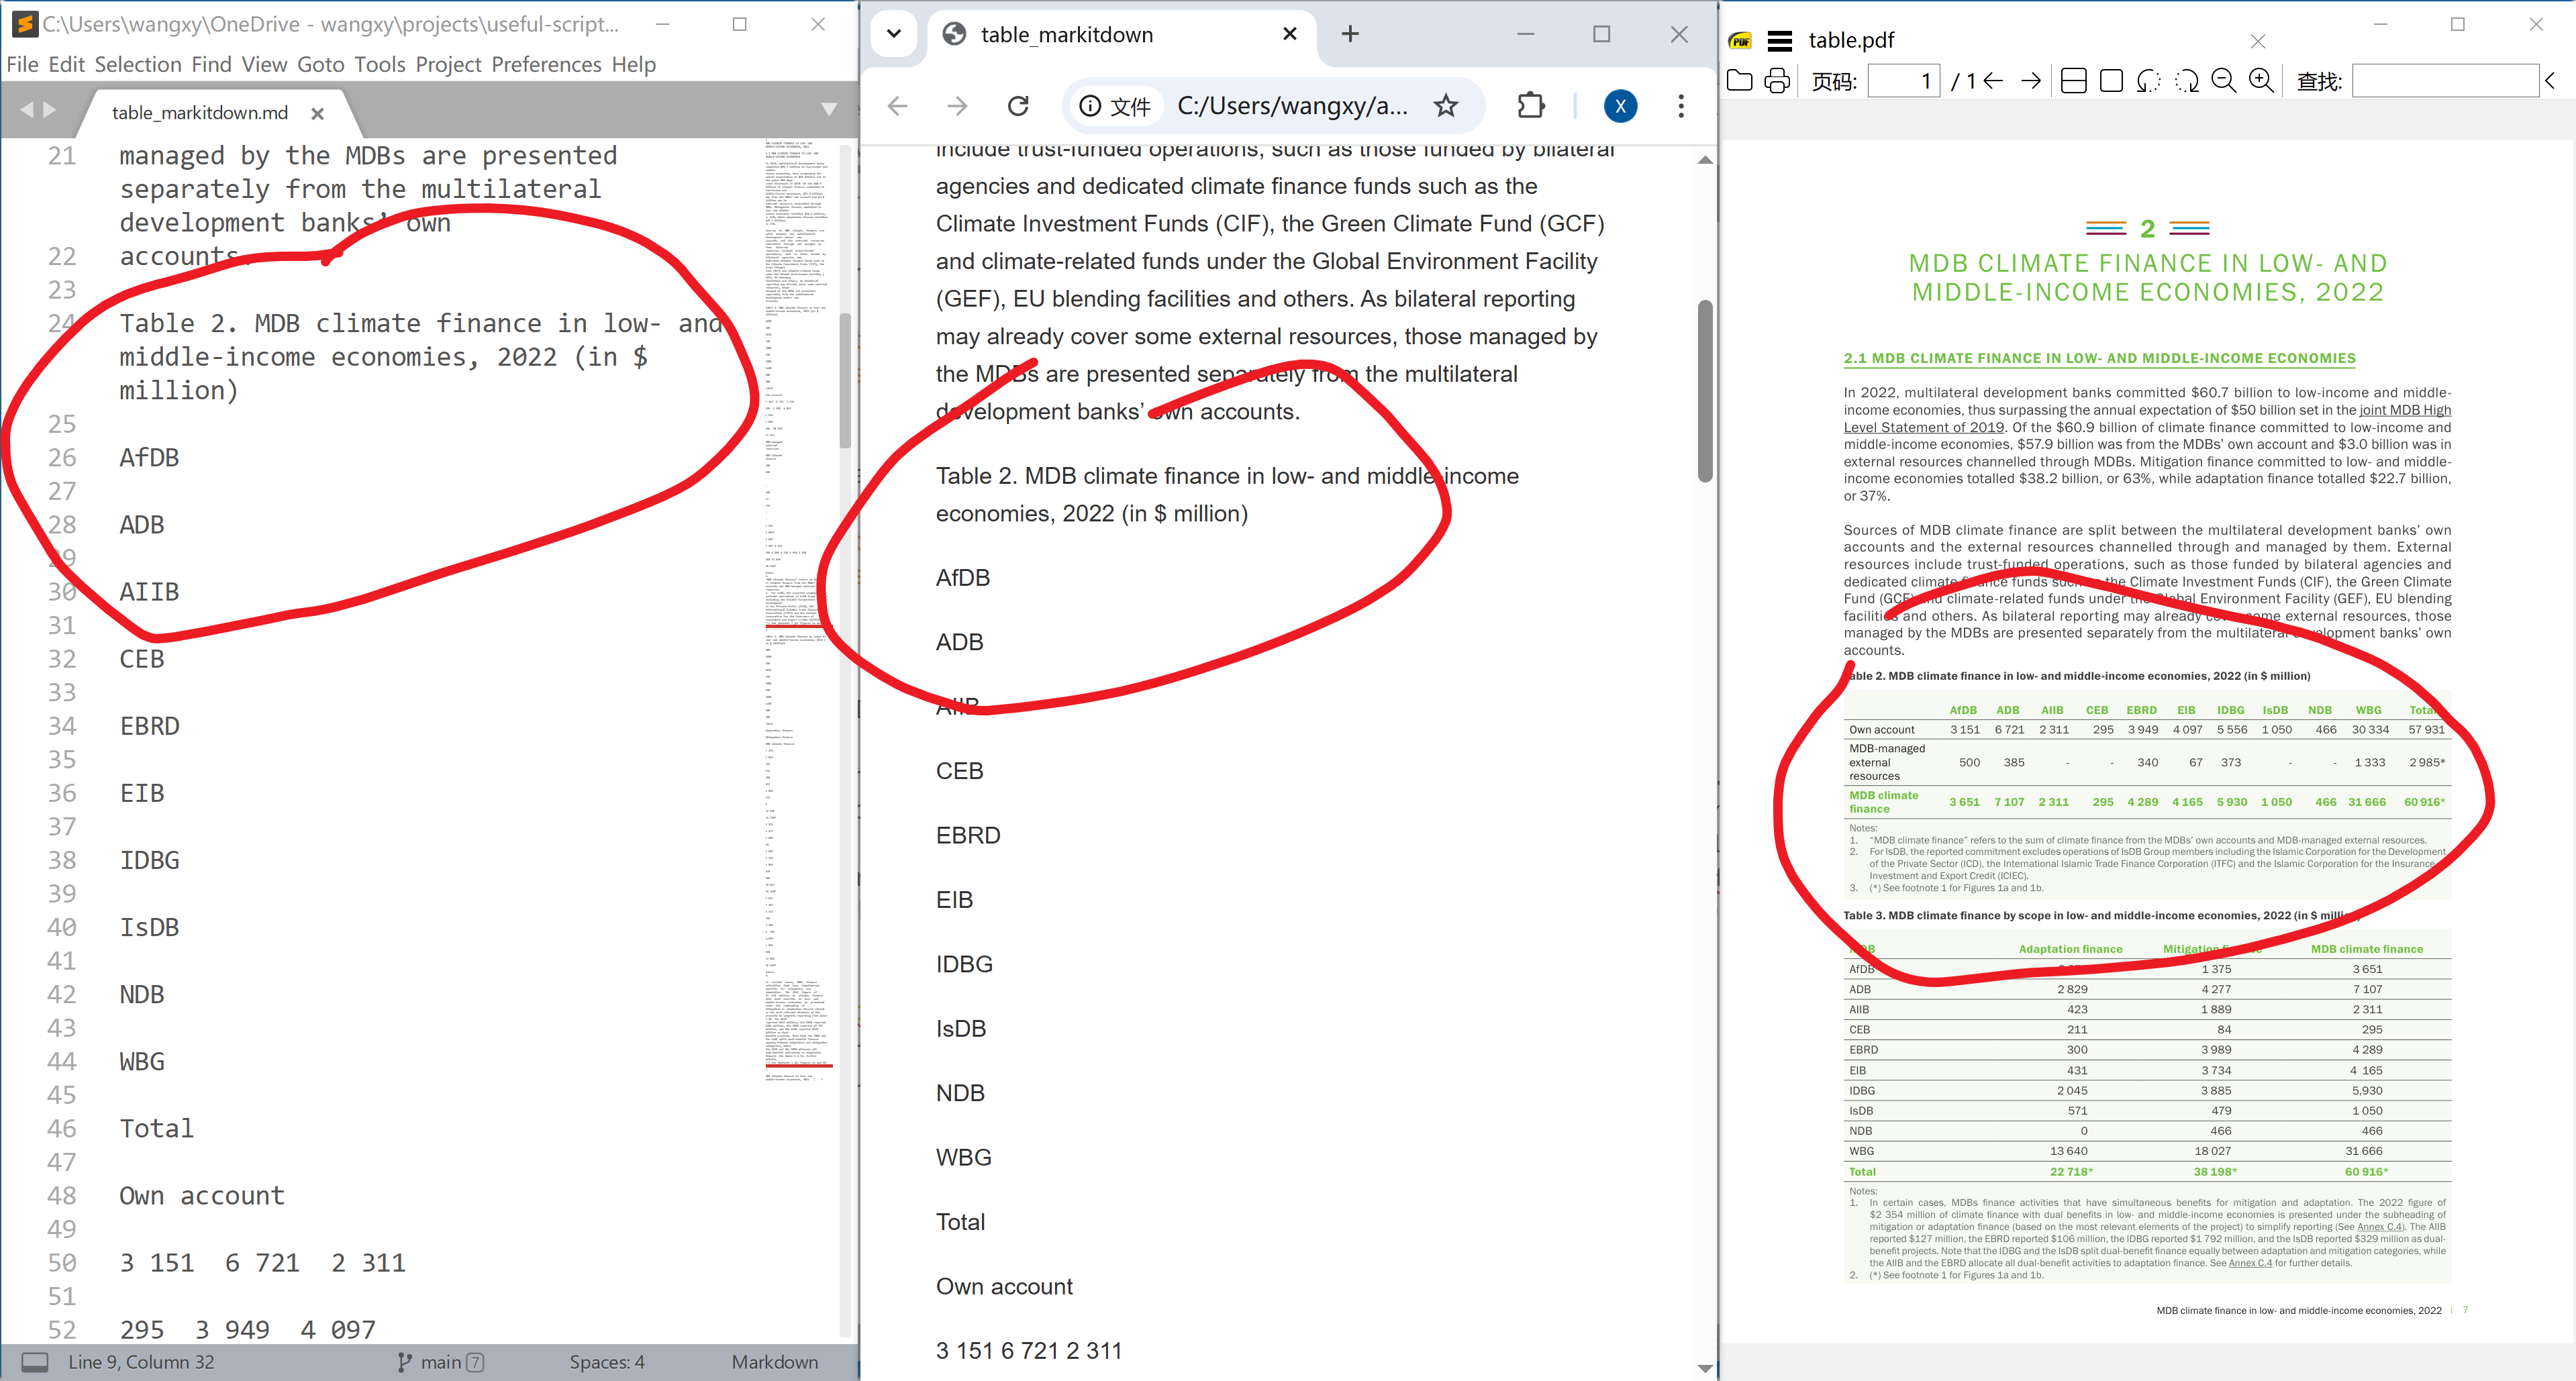 C:\Users\wangxy\OneDrive - wangxy\projects\useful-script...
File Edit Selection Find View Goto Tools Project Preferences Help
table_markitdown.md
21 managed by the MDBs are presented
separately from the multilateral
development banks’ own
22 accounts.
23
24 Table 2. MDB climate finance in low- and
middle-income economies, 2022 (in $
million)
25
26 AfDB
27
28 ADB
29
30 AIIB
31
32 CEB
33
34 EBRD
35
36 EIB
37
38 IDBG
39
40 IsDB
41
42 NDB
43
44 WBG
45
46 Total
47
48 Own account
49
50 3 151  6 721  2 311
51
52 295  3 949  4 097
Line 9, Column 32 main 7 Spaces: 4 Markdown
table_markitdown
文件 C:/Users/wangxy/a...
X
include trust-funded operations, such as those funded by bilateral
agencies and dedicated climate finance funds such as the
Climate Investment Funds (CIF), the Green Climate Fund (GCF)
and climate-related funds under the Global Environment Facility
(GEF), EU blending facilities and others. As bilateral reporting
may already cover some external resources, those managed by
the MDBs are presented separately from the multilateral
development banks’ own accounts.
Table 2. MDB climate finance in low- and middle-income
economies, 2022 (in $ million)
AfDB
ADB
AIIB
CEB
EBRD
EIB
IDBG
IsDB
NDB
WBG
Total
Own account
3 151 6 721 2 311
PDF
table.pdf
页码: 1 / 1 查找:
2
MDB CLIMATE FINANCE IN LOW- AND
MIDDLE-INCOME ECONOMIES, 2022
2.1 MDB CLIMATE FINANCE IN LOW- AND MIDDLE-INCOME ECONOMIES
In 2022, multilateral development banks committed $60.7 billion to low-income and middle-
income economies, thus surpassing the annual expectation of $50 billion set in the joint MDB High
Level Statement of 2019. Of the $60.9 billion of climate finance committed to low-income and
middle-income economies, $57.9 billion was from the MDBs’ own account and $3.0 billion was in
external resources channelled through MDBs. Mitigation finance committed to low- and middle-
income economies totalled $38.2 billion, or 63%, while adaptation finance totalled $22.7 billion,
or 37%.
Sources of MDB climate finance are split between the multilateral development banks’ own
accounts and the external resources channelled through and managed by them. External
resources include trust-funded operations, such as those funded by bilateral agencies and
dedicated climate finance funds such as the Climate Investment Funds (CIF), the Green Climate
Fund (GCF) and climate-related funds under the Global Environment Facility (GEF), EU blending
facilities and others. As bilateral reporting may already cover some external resources, those
managed by the MDBs are presented separately from the multilateral development banks’ own
accounts.
Table 2. MDB climate finance in low- and middle-income economies, 2022 (in $ million)
AfDB ADB AIIB CEB EBRD EIB IDBG IsDB NDB WBG Total
Own account 3 151 6 721 2 311 295 3 949 4 097 5 556 1 050 466 30 334 57 931
MDB-managed
external
resources 500 385 - - 340 67 373 - - 1 333 2 985*
MDB climate
finance 3 651 7 107 2 311 295 4 289 4 165 5 930 1 050 466 31 666 60 916*
Notes:
1. “MDB climate finance” refers to the sum of climate finance from the MDBs’ own accounts and MDB-managed external resources.
2. For IsDB, the reported commitment excludes operations of IsDB Group members including the Islamic Corporation for the Development
of the Private Sector (ICD), the International Islamic Trade Finance Corporation (ITFC) and the Islamic Corporation for the Insurance
Investment and Export Credit (ICIEC).
3. (*) See footnote 1 for Figures 1a and 1b.
Table 3. MDB climate finance by scope in low- and middle-income economies, 2022 (in $ million)
MDB Adaptation finance Mitigation finance MDB climate finance
AfDB 1 375 3 651
ADB 2 829 4 277 7 107
AIIB 423 1 889 2 311
CEB 211 84 295
EBRD 300 3 989 4 289
EIB 431 3 734 4 165
IDBG 2 045 3 885 5,930
IsDB 571 479 1 050
NDB 0 466 466
WBG 13 640 18 027 31 666
Total 22 718* 38 198* 60 916*
Notes:
1. In certain cases, MDBs finance activities that have simultaneous benefits for mitigation and adaptation. The 2022 figure of
$2 354 million of climate finance with dual benefits in low- and middle-income economies is presented under the subheading of
mitigation or adaptation finance (based on the most relevant elements of the project) to simplify reporting (See Annex C.4). The AIIB
reported $127 million, the EBRD reported $106 million, the IDBG reported $1 792 million, and the IsDB reported $329 million as dual-
benefit projects. Note that the IDBG and the IsDB split dual-benefit finance equally between adaptation and mitigation categories, while
the AIIB and the EBRD allocate all dual-benefit activities to adaptation finance. See Annex C.4 for further details.
2. (*) See footnote 1 for Figures 1a and 1b.
MDB climate finance in low- and middle-income economies, 2022 | 7